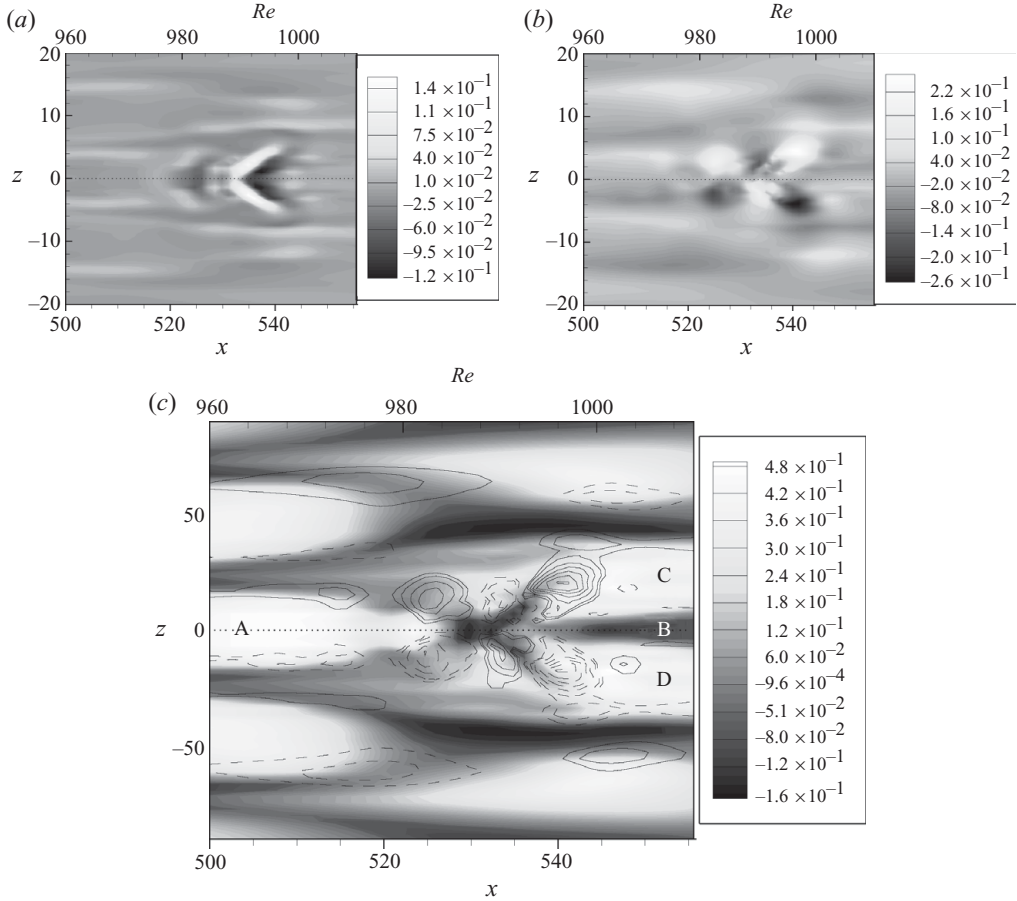 (a)
Re
960 980 1000
20
10
z 0
−10
−20
500 520 540
x
1.4 ×10⁻¹
1.1 ×10⁻¹
7.5 ×10⁻²
4.0 ×10⁻²
1.0 ×10⁻²
−2.5 ×10⁻²
−6.0 ×10⁻²
−9.5 ×10⁻²
−1.2 ×10⁻¹
(b)
Re
960 980 1000
20
10
z 0
−10
−20
500 520 540
x
2.2 ×10⁻¹
1.6 ×10⁻¹
1.0 ×10⁻¹
4.0 ×10⁻²
−2.0 ×10⁻²
−8.0 ×10⁻²
−1.4 ×10⁻¹
−2.0 ×10⁻¹
−2.6 ×10⁻¹
(c)
Re
960 980 1000
50
z 0
−50
A
C
B
D
500 520 540
x
4.8 ×10⁻¹
4.2 ×10⁻¹
3.6 ×10⁻¹
3.0 ×10⁻¹
2.4 ×10⁻¹
1.8 ×10⁻¹
1.2 ×10⁻¹
6.0 ×10⁻²
−9.6 ×10⁻⁴
−5.1 ×10⁻²
−8.0 ×10⁻²
−1.2 ×10⁻¹
−1.6 ×10⁻¹